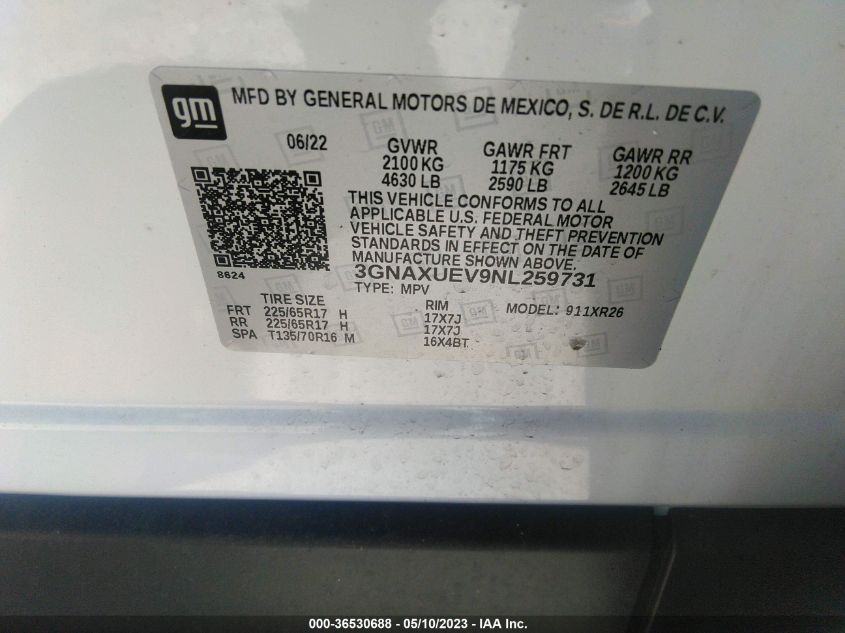 gm
MFD BY GENERAL MOTORS DE MEXICO, S. DE R.L. DE C.V.
06/22
GVWR
2100 KG
4630 LB
GAWR FRT
1175 KG
2590 LB
GAWR RR
1200 KG
2645 LB
THIS VEHICLE CONFORMS TO ALL
APPLICABLE U.S. FEDERAL MOTOR
VEHICLE SAFETY AND THEFT PREVENTION
STANDARDS IN EFFECT ON THE DATE OF
MANUFACTURE SHOWN ABOVE.
8624
3GNAXUEV9NL259731
TYPE: MPV
MODEL: 911XR26
TIRE SIZE RIM
FRT 225/65R17 H 17X7J
RR 225/65R17 H 17X7J
SPA T135/70R16 M 16X4BT
000-36530688 - 05/10/2023 - IAA Inc.